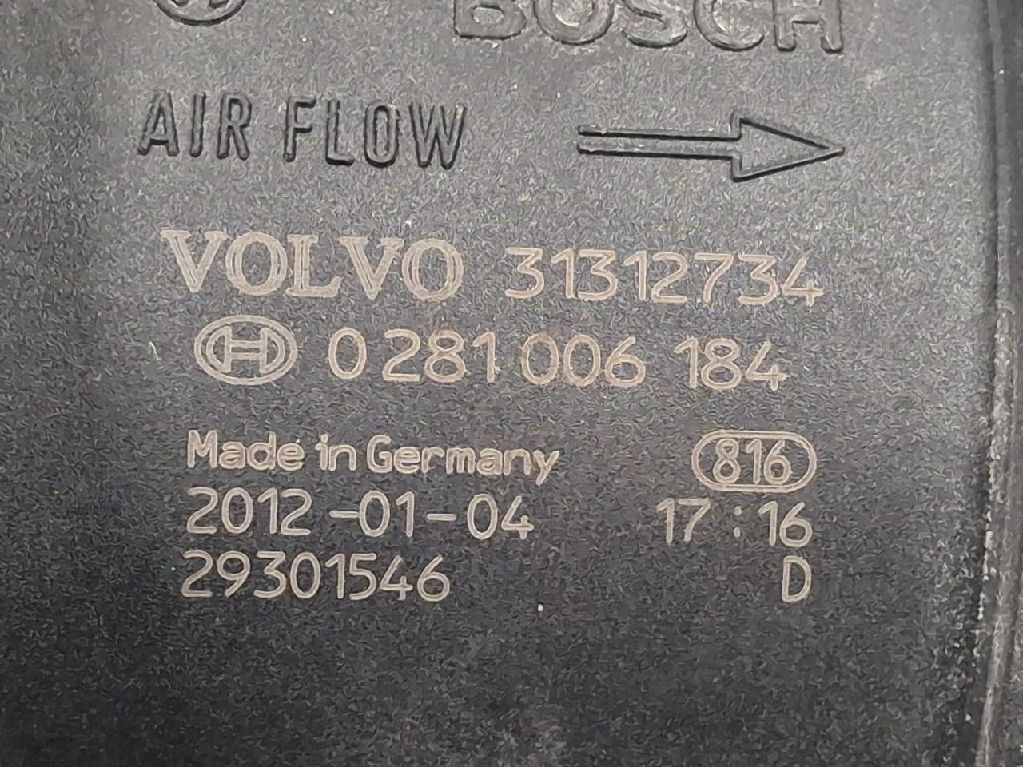 BOSCH
AIR FLOW
VOLVO 31312734
0 281 006 184
Made in Germany 816
2012-01-04 17:16
29301546 D